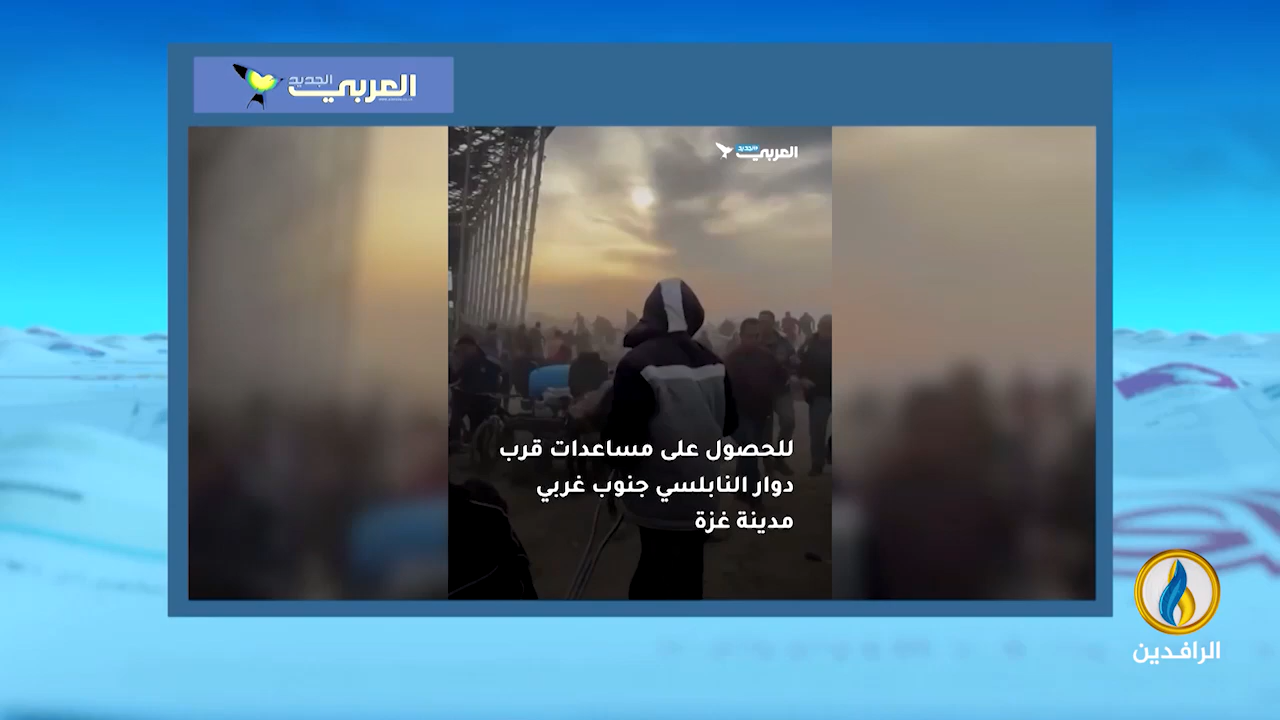 العربي الجديد
العربي الجديد
للحصول على مساعدات قرب
دوار النابلسي جنوب غربي
مدينة غزة
الرافدين